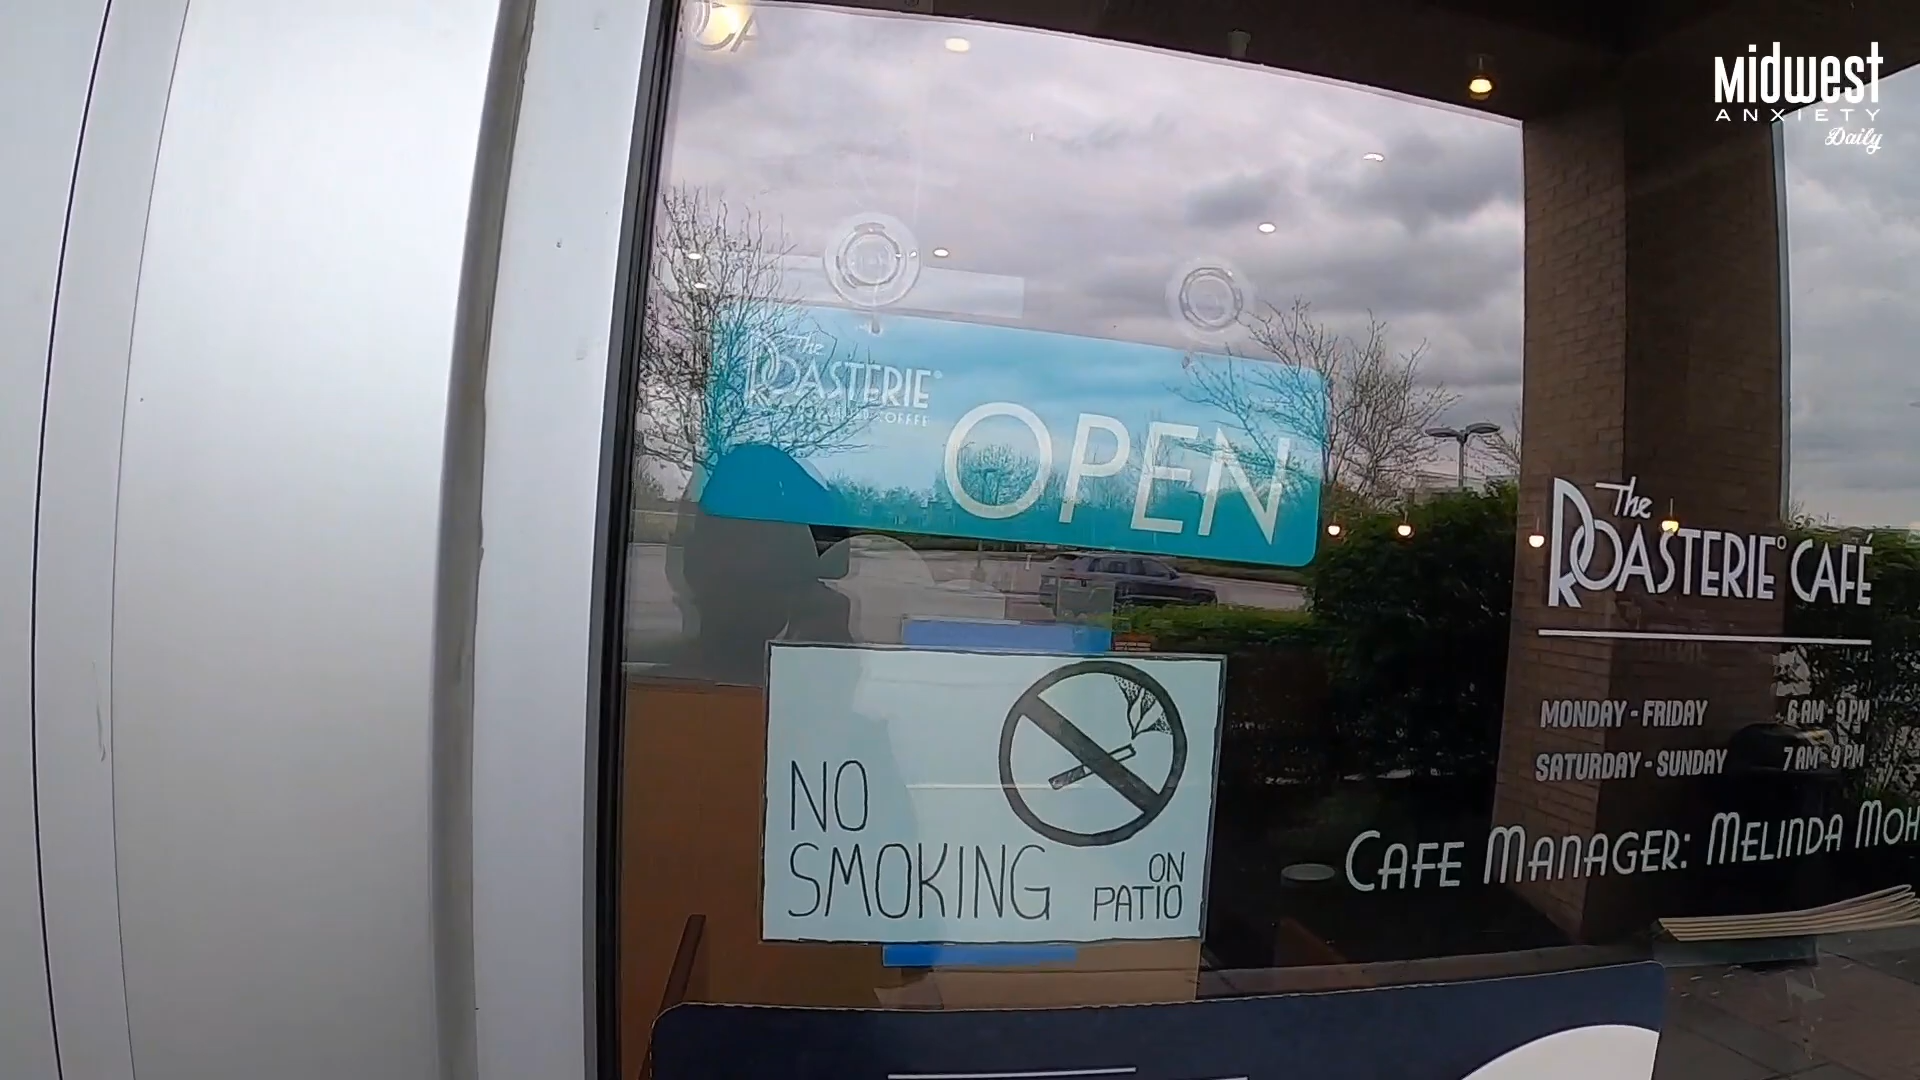 Midwest
ANXIETY
Daily
The
ROASTERIE
OPEN
The
ROASTERIE CAFÉ
MONDAY - FRIDAY 6 AM - 9 PM
SATURDAY - SUNDAY 7 AM - 9 PM
CAFE MANAGER: MELINDA MOH
NO
SMOKING
ON
PATIO